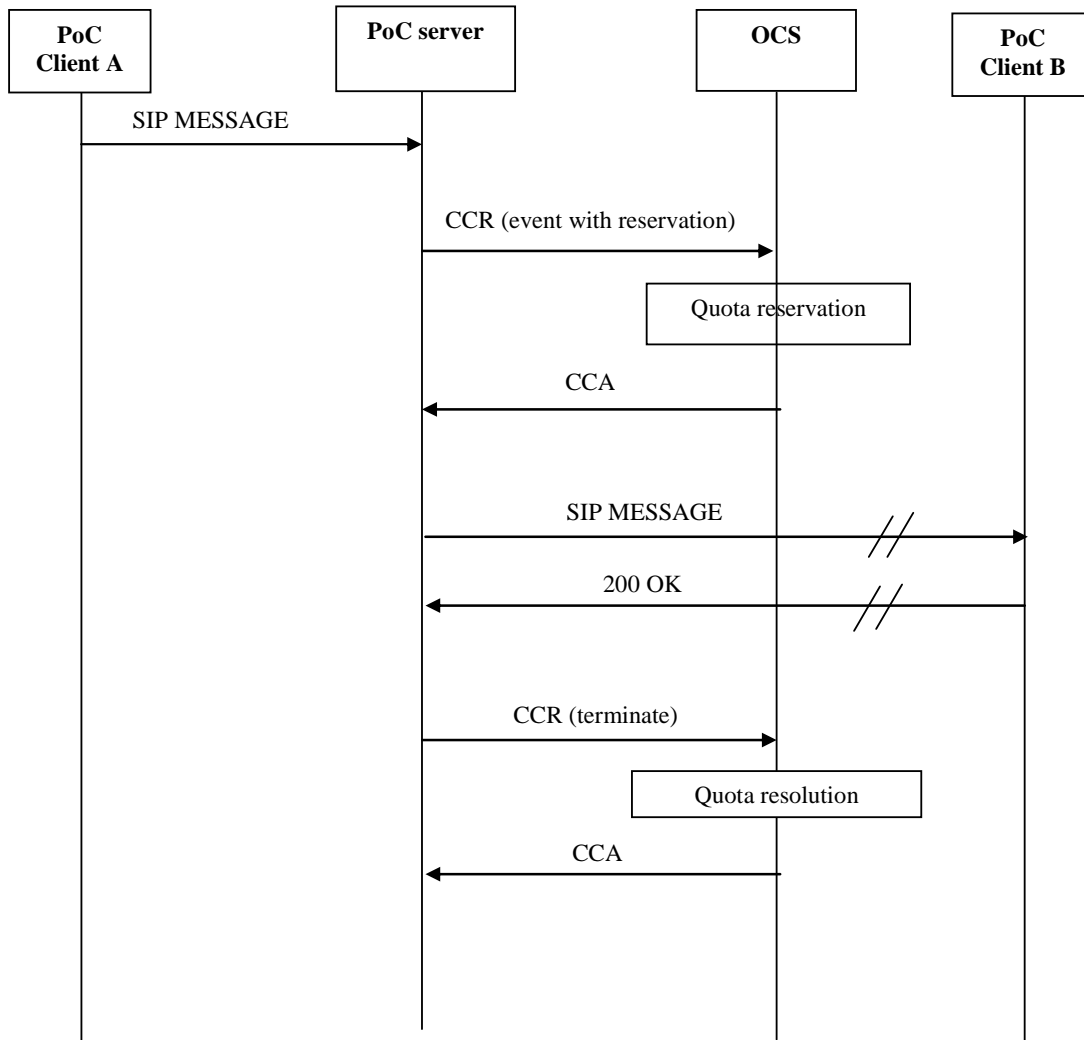 PoC
Client A
PoC server
OCS
PoC
Client B
SIP MESSAGE
CCR (event with reservation)
Quota reservation
CCA
SIP MESSAGE
200 OK
CCR (terminate)
Quota resolution
CCA